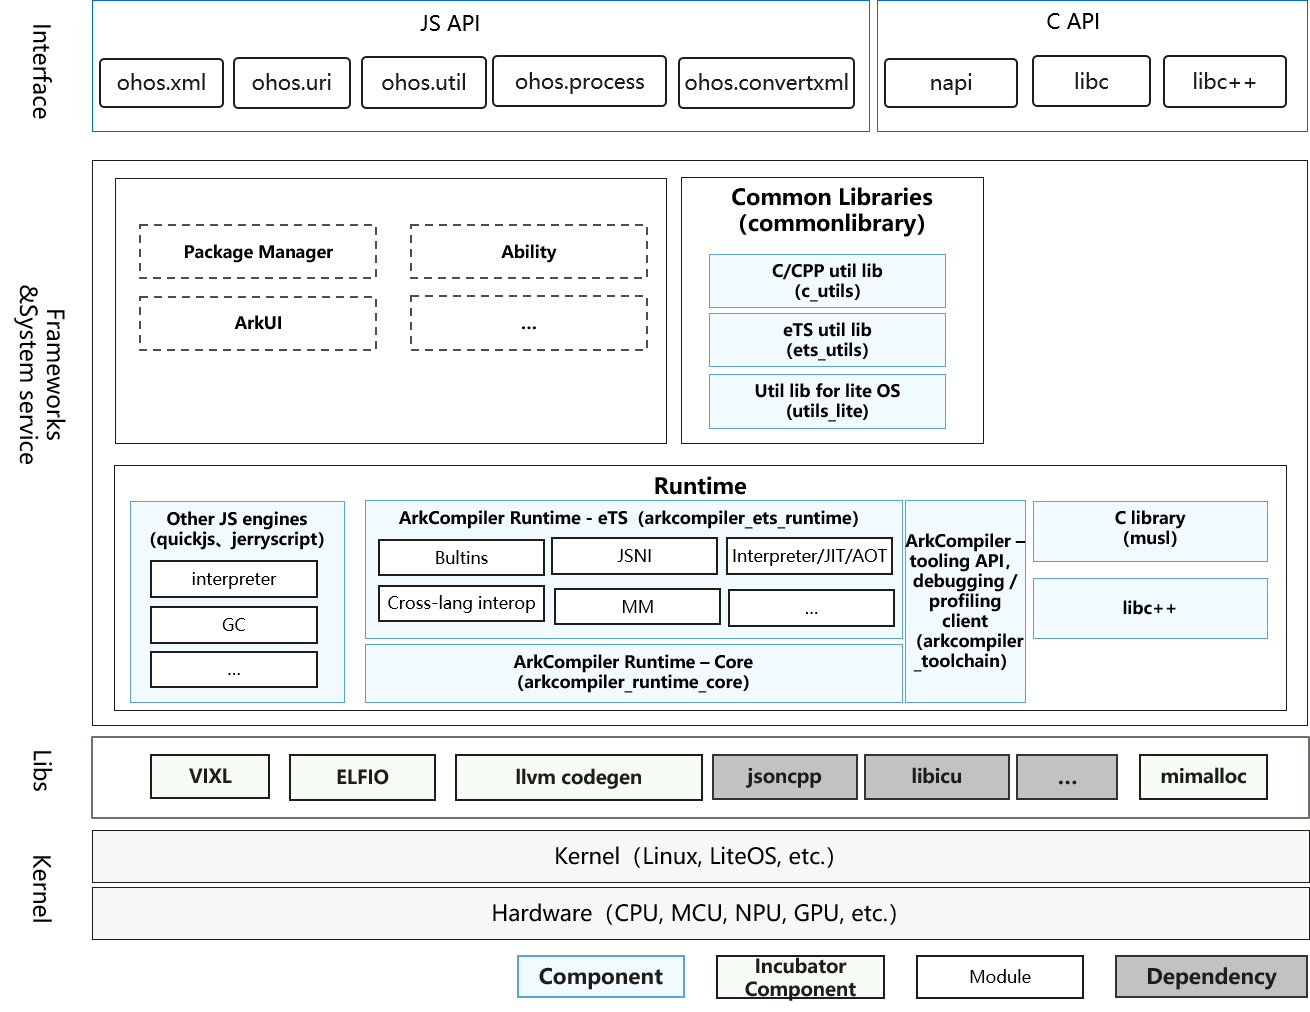 Interface
JS API
ohos.xml
ohos.uri
ohos.util
ohos.process
ohos.convertxml
C API
napi
libc
libc++
Frameworks
&System service
Package Manager
Ability
ArkUI
...
Common Libraries
(commonlibrary)
C/CPP util lib
(c_utils)
eTS util lib
(ets_utils)
Util lib for lite OS
(utils_lite)
Runtime
Other JS engines
(quickjs、jerryscript)
interpreter
GC
...
ArkCompiler Runtime - eTS（arkcompiler_ets_runtime)
Bultins
JSNI
Interpreter/JIT/AOT
Cross-lang interop
MM
...
ArkCompiler Runtime – Core
(arkcompiler_runtime_core)
ArkCompiler –
tooling API,
debugging /
profiling
client
(arkcompiler
_toolchain)
C library
(musl)
libc++
Libs
VIXL
ELFIO
llvm codegen
jsoncpp
libicu
...
mimalloc
Kernel
Kernel（Linux, LiteOS, etc.）
Hardware（CPU, MCU, NPU, GPU, etc.）
Component
Incubator
Component
Module
Dependency